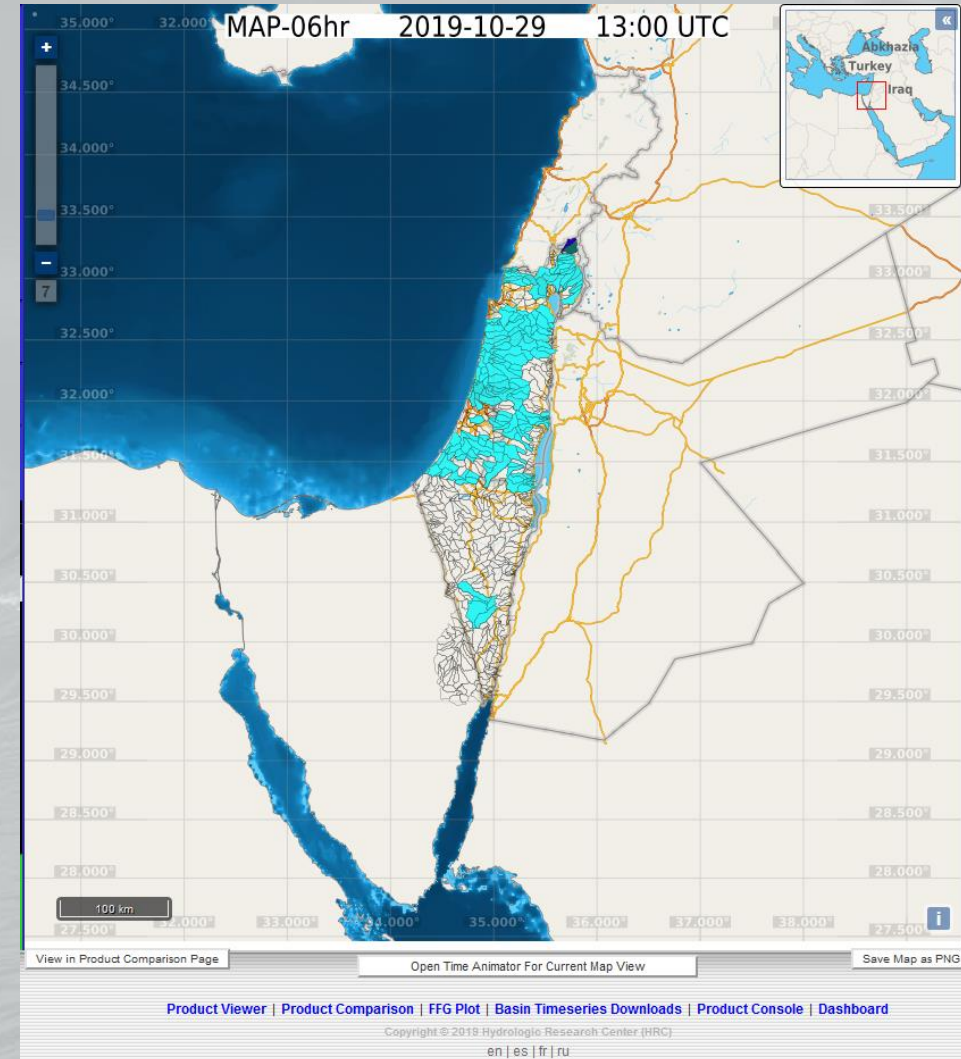 MAP-06hr 2019-10-29 13:00 UTC
35.000° 32.000°
«
Abkhazia
Turkey
Iraq
+
34.500°
34.000°
33.500° 33.500°
−
33.000° 33.000°
7
32.500° 32.500°
32.000° 32.000°
31.500° 31.500°
31.000° 31.000°
30.500° 30.500°
30.000° 30.000°
29.500° 29.500°
29.000° 29.000°
28.500° 28.500°
28.000° 28.000°
100 km
32.000° 33.000° 34.000° 35.000° 36.000° 37.000° 38.000°
i
27.500° 27.500°
View in Product Comparison Page
Open Time Animator For Current Map View
Save Map as PNG
Product Viewer | Product Comparison | FFG Plot | Basin Timeseries Downloads | Product Console | Dashboard
Copyright © 2019 Hydrologic Research Center (HRC)
en | es | fr | ru